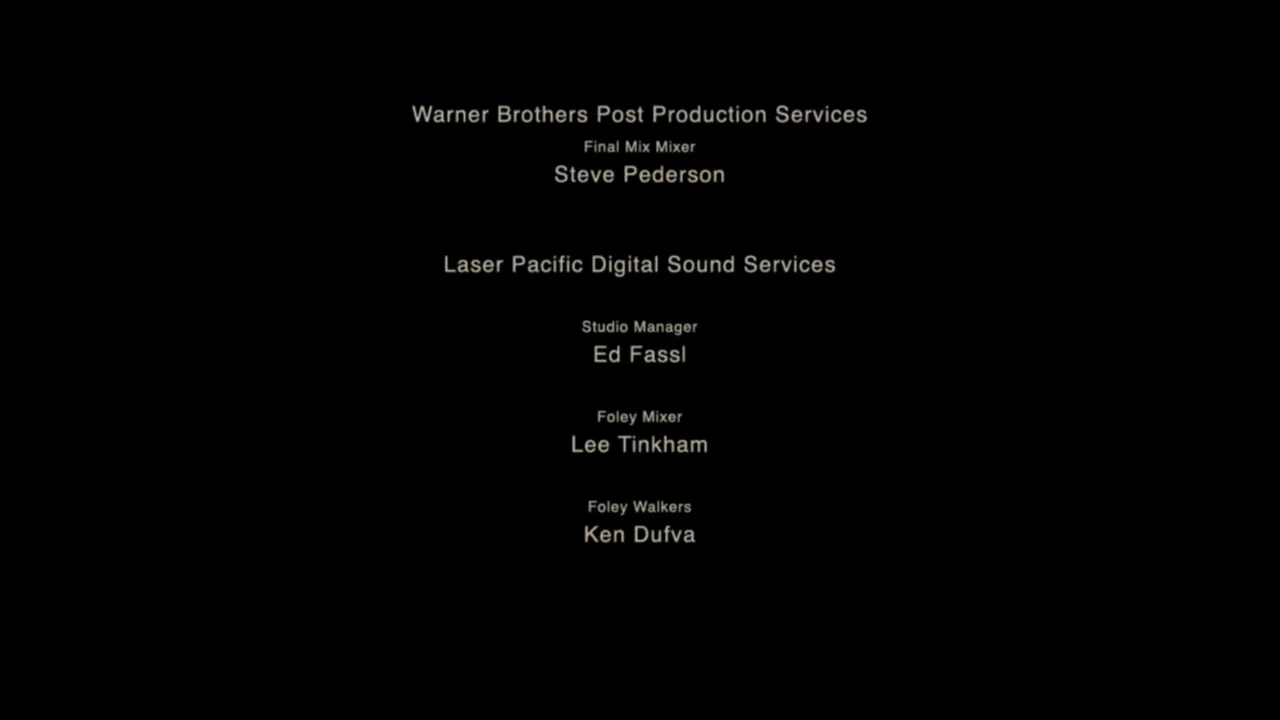 Warner Brothers Post Production Services
Final Mix Mixer
Steve Pederson
Laser Pacific Digital Sound Services
Studio Manager
Ed Fassl
Foley Mixer
Lee Tinkham
Foley Walkers
Ken Dufva